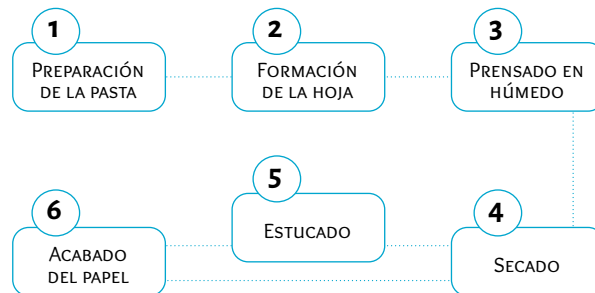 1
PREPARACIÓN
DE LA PASTA
2
FORMACIÓN
DE LA HOJA
3
PRENSADO EN
HÚMEDO
4
SECADO
5
ESTUCADO
6
ACABADO
DEL PAPEL